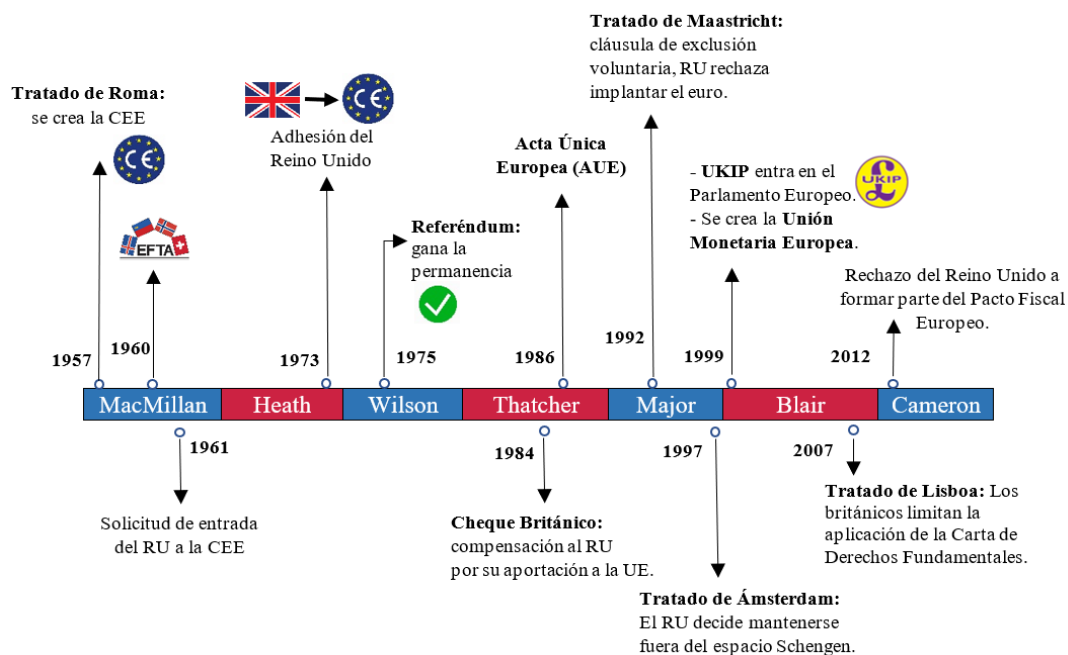 Tratado de Roma:
se crea la CEE
CE
EFTA
CE
Adhesión del
Reino Unido
Referéndum:
gana la
permanencia
Acta Única
Europea (AUE)
Tratado de Maastricht:
cláusula de exclusión
voluntaria, RU rechaza
implantar el euro.
- UKIP entra en el
Parlamento Europeo.
- Se crea la Unión
Monetaria Europea.
UKIP
£
Rechazo del Reino Unido a
formar parte del Pacto Fiscal
Europeo.
1957
1960
1973
1975
1986
1992
1999
2012
MacMillan
Heath
Wilson
Thatcher
Major
Blair
Cameron
1961
1984
1997
2007
Solicitud de entrada
del RU a la CEE
Cheque Británico:
compensación al RU
por su aportación a la UE.
Tratado de Ámsterdam:
El RU decide mantenerse
fuera del espacio Schengen.
Tratado de Lisboa: Los
británicos limitan la
aplicación de la Carta de
Derechos Fundamentales.